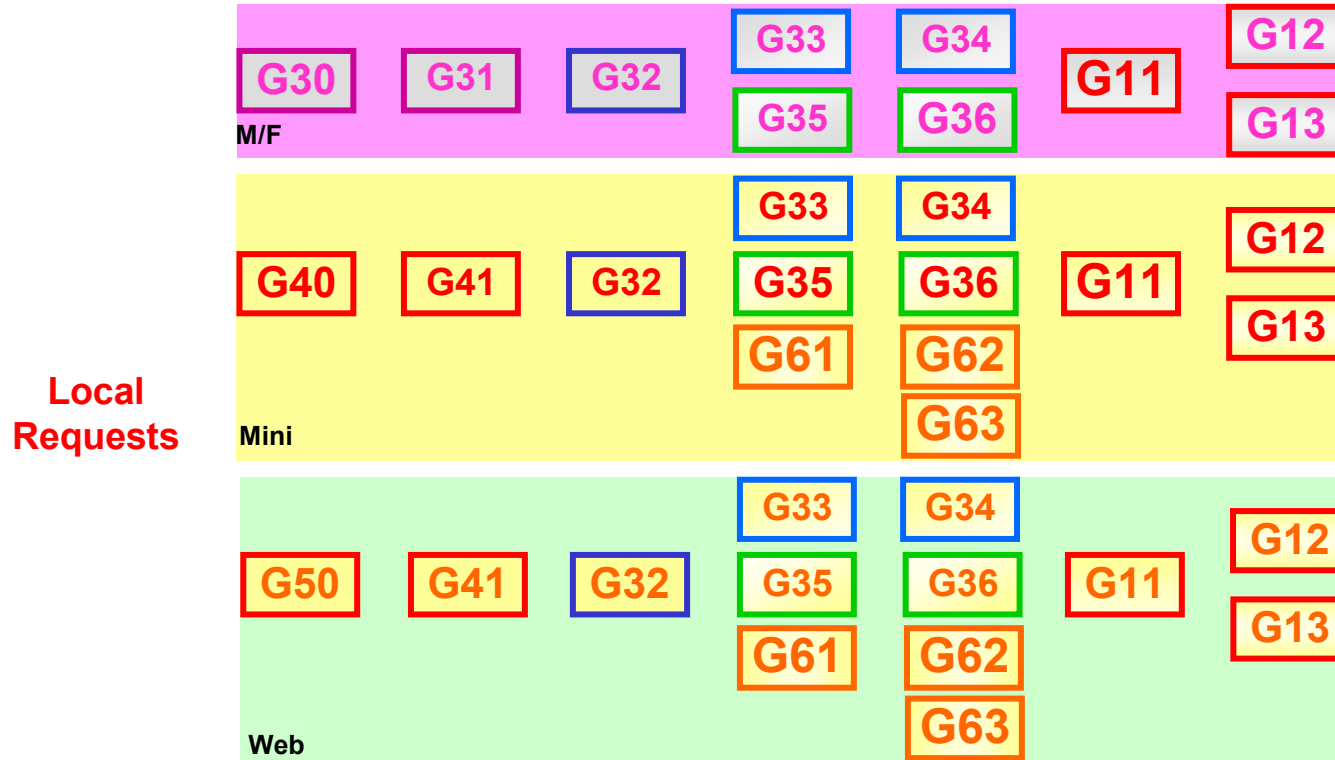 G33 G34 G12
G30 G31 G32 G11
G35 G36 G13
M/F
G33 G34
G12
G40 G41 G32 G35 G36 G11
G13
G61 G62
Local
Requests
G63
Mini
G33 G34
G12
G50 G41 G32 G35 G36 G11
G13
G61 G62
G63
Web